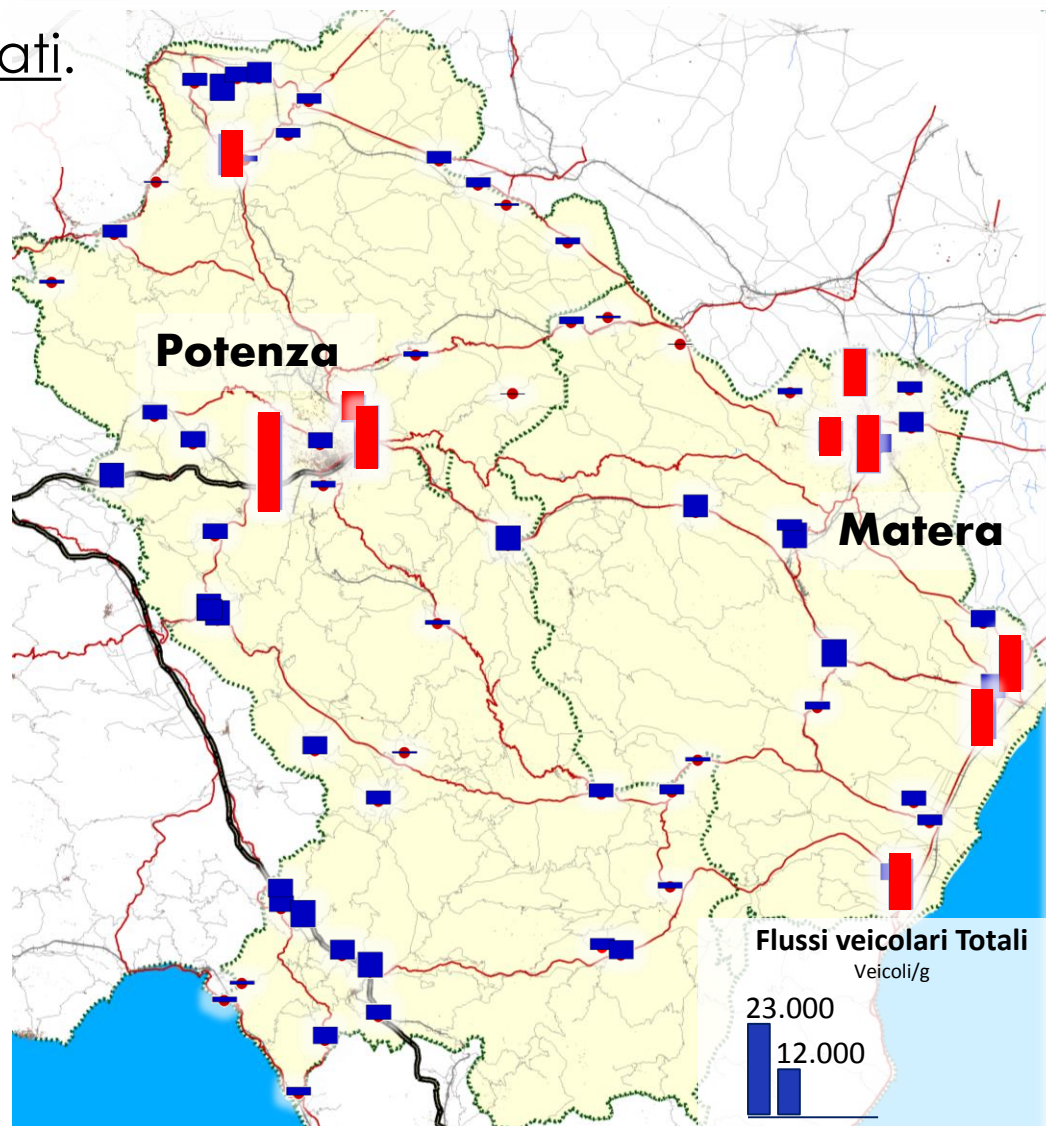 ati.
Potenza
Matera
Flussi veicolari Totali
Veicoli/g
23.000
12.000